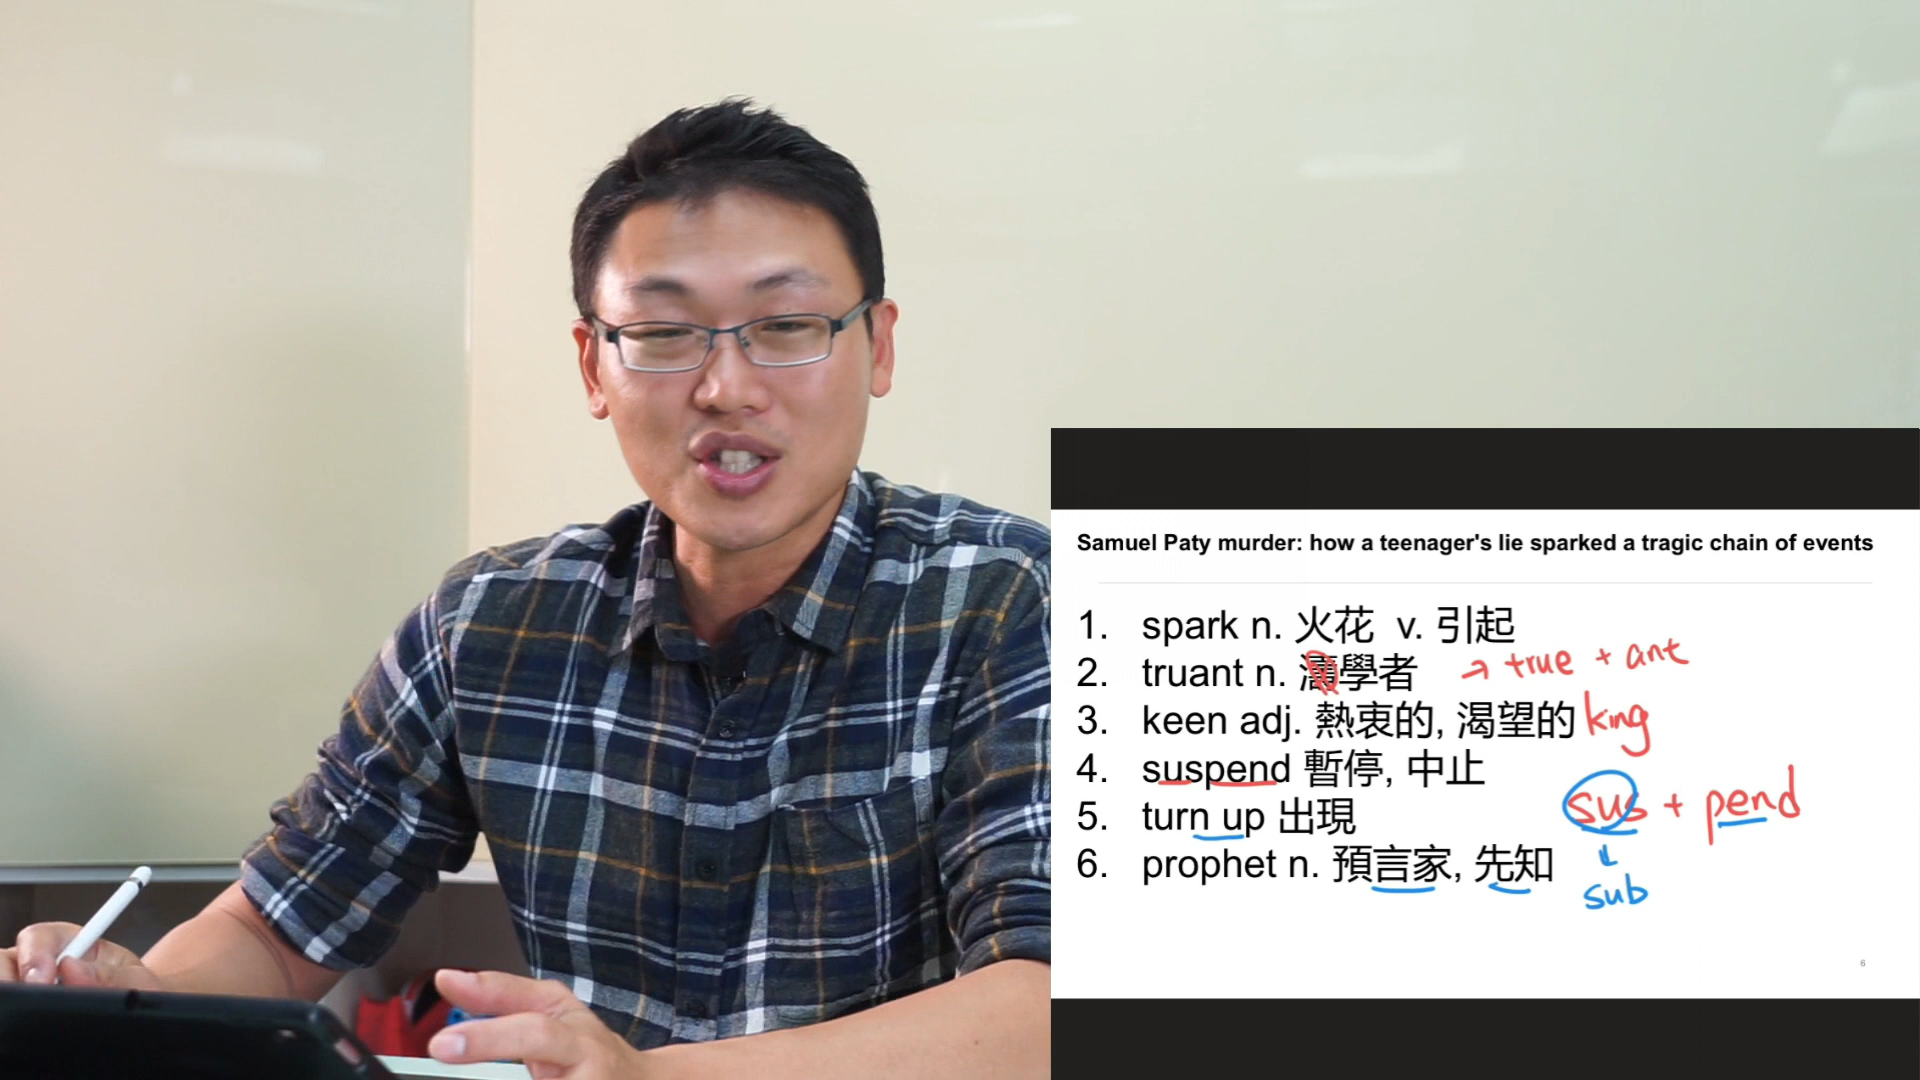 Samuel Paty murder: how a teenager's lie sparked a tragic chain of events
1. spark n. 火花 v. 引起
2. truant n. 學者 → true + ant
3. keen adj. 熱衷的, 渴望的 king
4. suspend 暫停, 中止
sus + pend
5. turn up 出現
6. prophet n. 預言家, 先知
sub
6